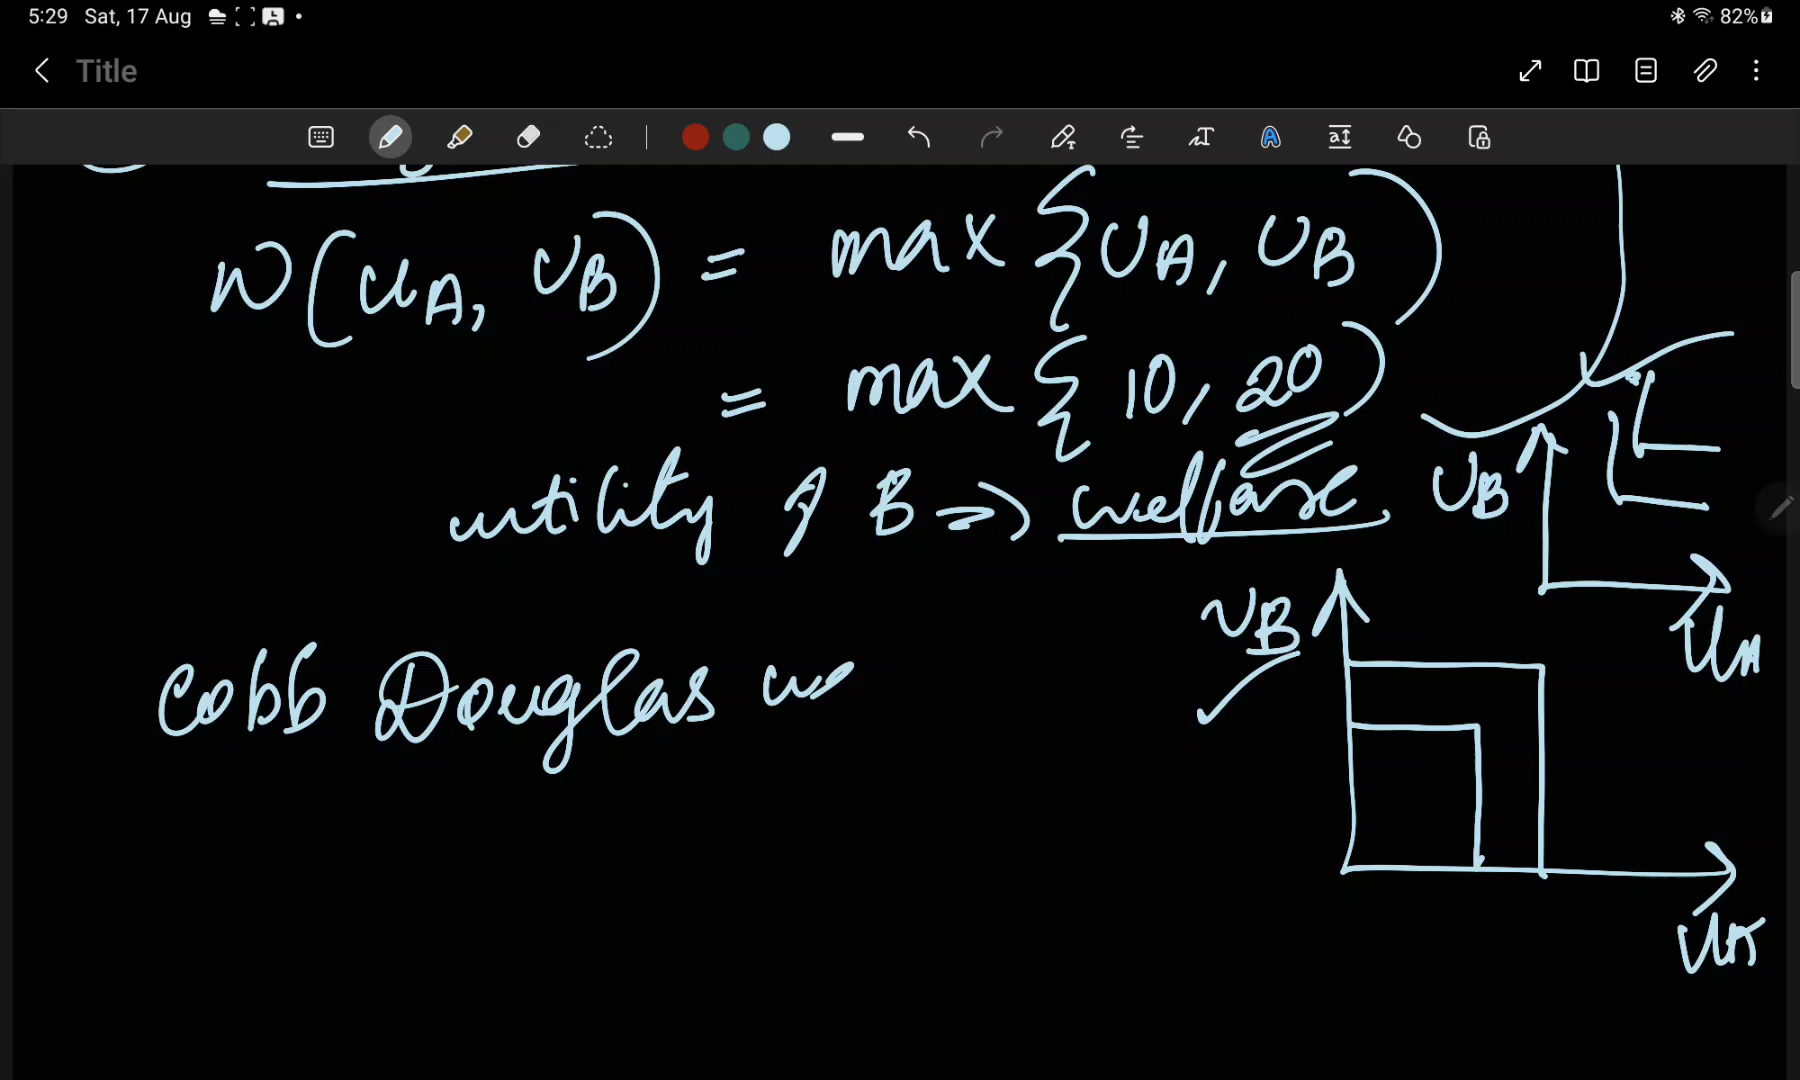 5:29 Sat, 17 Aug
82%
Title
W(UA, UB) = max {UA, UB)
= max { 10, 20)
utility of B => welfare.
UB
UA
UB
Cobb Douglas we
UA